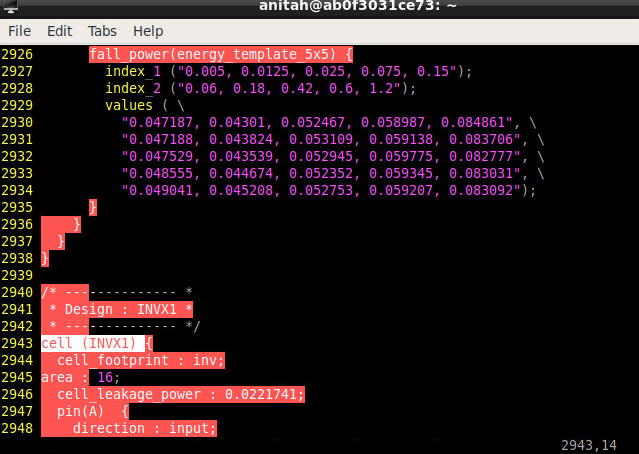 anitah@ab0f3031ce73: ~
File Edit Tabs Help
2926 fall_power(energy_template_5x5) {
2927 index_1 ("0.005, 0.0125, 0.025, 0.075, 0.15");
2928 index_2 ("0.06, 0.18, 0.42, 0.6, 1.2");
2929 values ( \
2930 "0.047187, 0.04301, 0.052467, 0.058987, 0.084861", \
2931 "0.047188, 0.043824, 0.053109, 0.059138, 0.083706", \
2932 "0.047529, 0.043539, 0.052945, 0.059775, 0.082777", \
2933 "0.048555, 0.044674, 0.052352, 0.059345, 0.083031", \
2934 "0.049041, 0.045208, 0.052753, 0.059207, 0.083092");
2935 }
2936 }
2937 }
2938 }
2939
2940 /* -------------- *
2941 * Design : INVX1 *
2942 * -------------- */
2943 cell (INVX1) {
2944 cell_footprint : inv;
2945 area : 16;
2946 cell_leakage_power : 0.0221741;
2947 pin(A) {
2948 direction : input;
2943,14